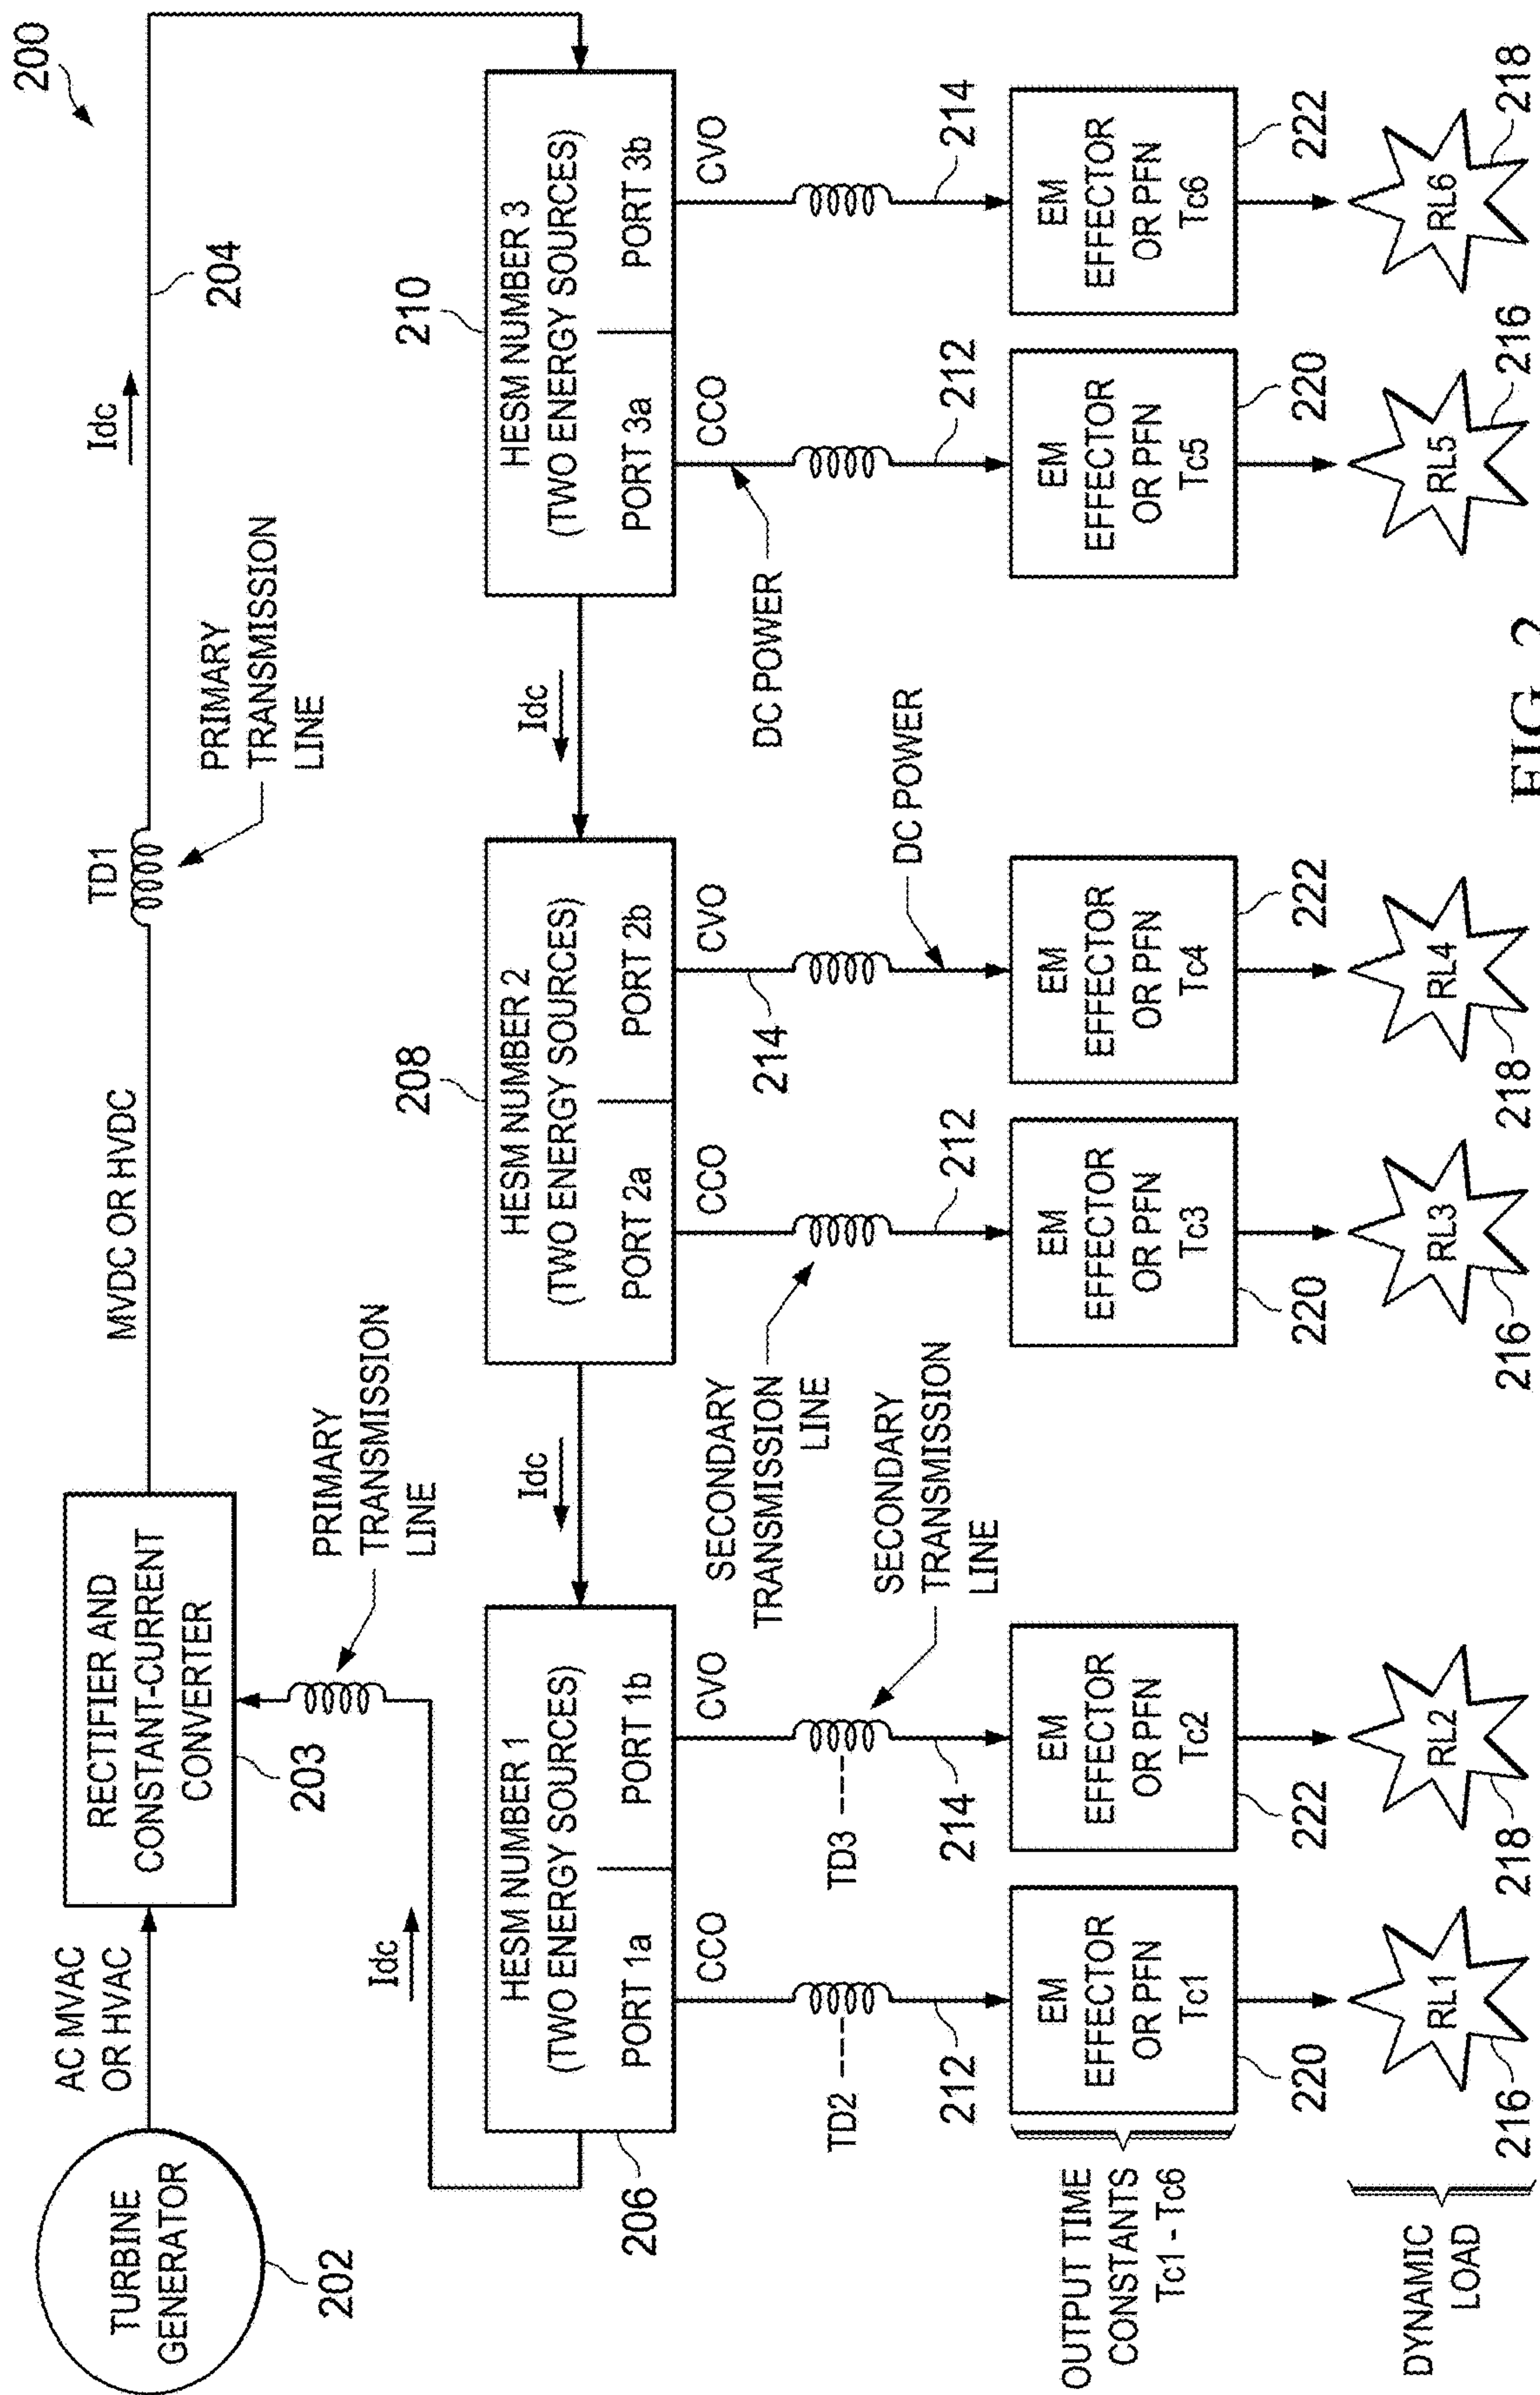 200
TURBINE
GENERATOR
202
AC MVAC
OR HVAC
RECTIFIER AND
CONSTANT-CURRENT
CONVERTER
203
MVDC OR HVDC
TD1
PRIMARY
TRANSMISSION
LINE
Idc
204
PRIMARY
TRANSMISSION
LINE
Idc
HESM NUMBER 1
(TWO ENERGY SOURCES)
PORT 1a
PORT 1b
206
Idc
HESM NUMBER 2
(TWO ENERGY SOURCES)
PORT 2a
PORT 2b
208
Idc
HESM NUMBER 3
(TWO ENERGY SOURCES)
PORT 3a
PORT 3b
210
CCO
CVO
CCO
CVO
CCO
CVO
TD2
212
TD3
214
SECONDARY
TRANSMISSION
LINE
SECONDARY
TRANSMISSION
LINE
212
214
DC POWER
DC POWER
212
214
OUTPUT TIME
CONSTANTS
Tc1 - Tc6
EM
EFFECTOR
OR PFN
Tc1
220
EM
EFFECTOR
OR PFN
Tc2
222
EM
EFFECTOR
OR PFN
Tc3
220
EM
EFFECTOR
OR PFN
Tc4
222
EM
EFFECTOR
OR PFN
Tc5
220
EM
EFFECTOR
OR PFN
Tc6
222
DYNAMIC
LOAD
RL1
216
RL2
218
RL3
216
RL4
218
RL5
216
RL6
218
FIG. 2